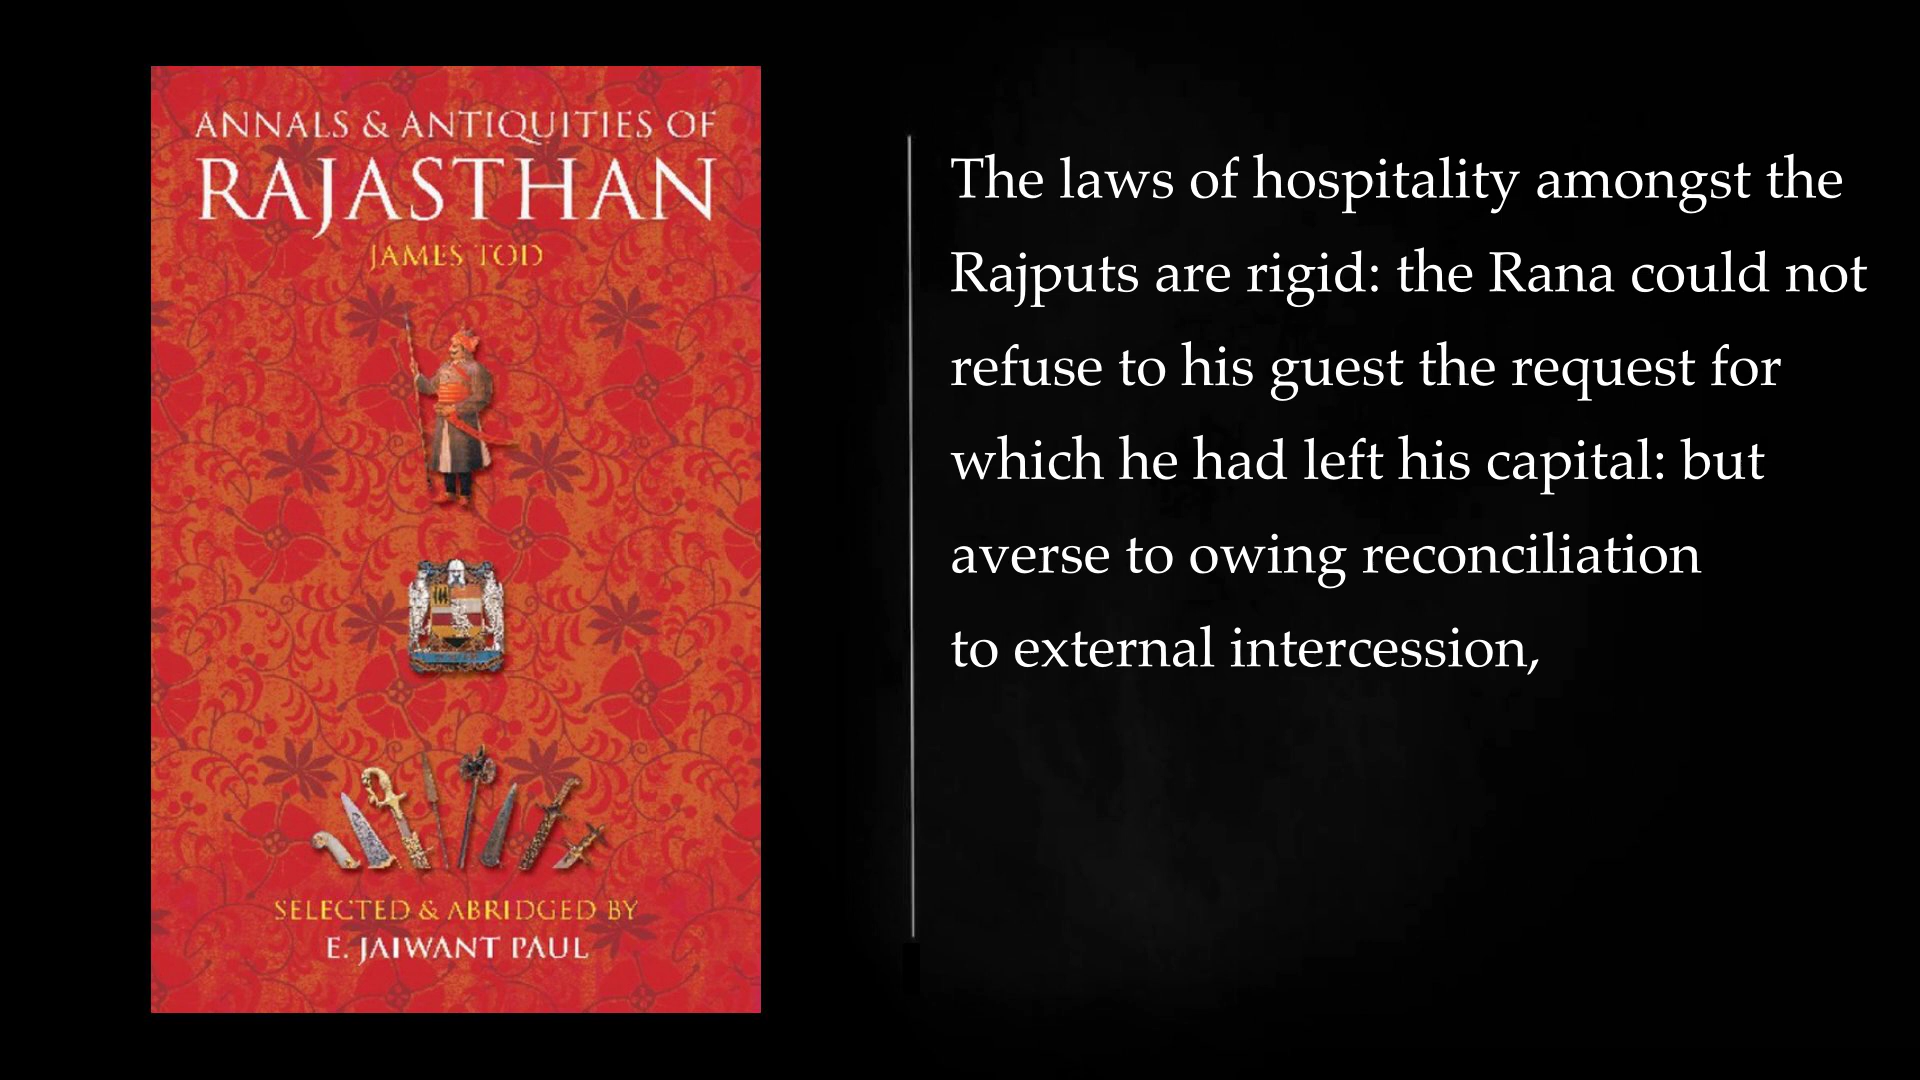 ANNALS & ANTIQUITIES OF
RAJASTHAN
JAMES TOD
SELECTED & ABRIDGED BY
E. JAIWANT PAUL
The laws of hospitality amongst the
Rajputs are rigid: the Rana could not
refuse to his guest the request for
which he had left his capital: but
averse to owing reconciliation
to external intercession,